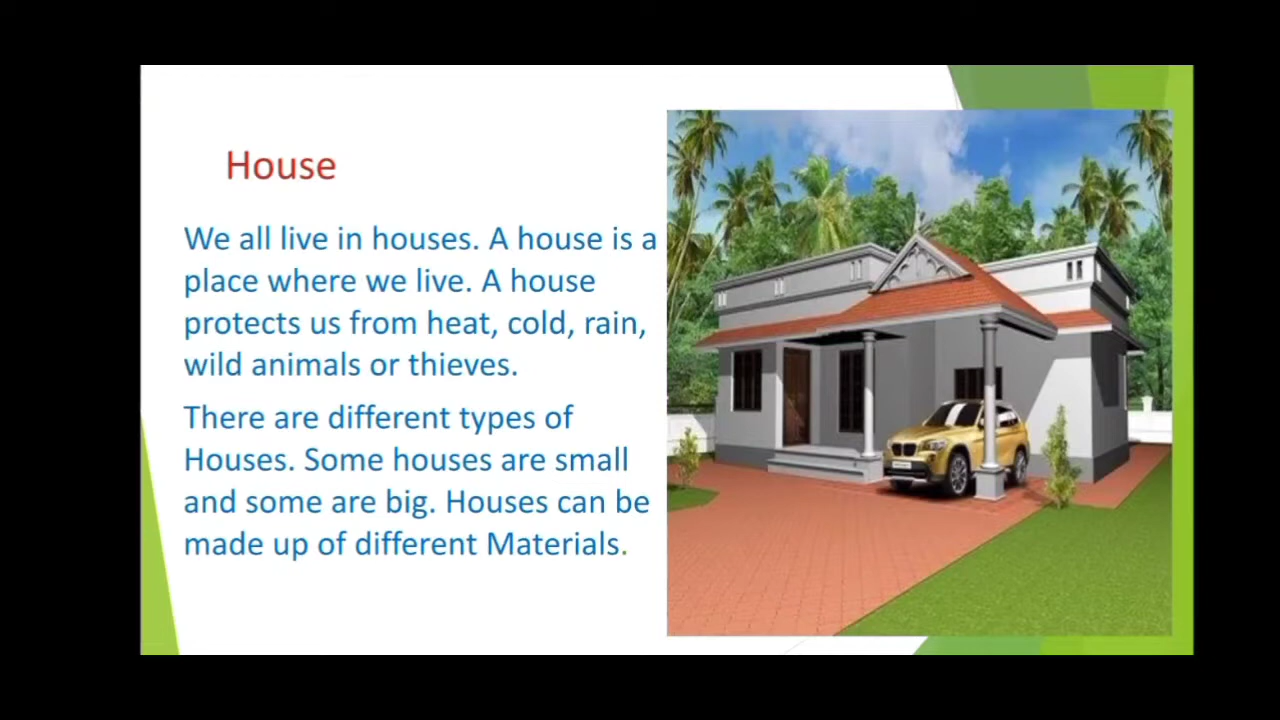 House
We all live in houses. A house is a
place where we live. A house
protects us from heat, cold, rain,
wild animals or thieves.
There are different types of
Houses. Some houses are small
and some are big. Houses can be
made up of different Materials.